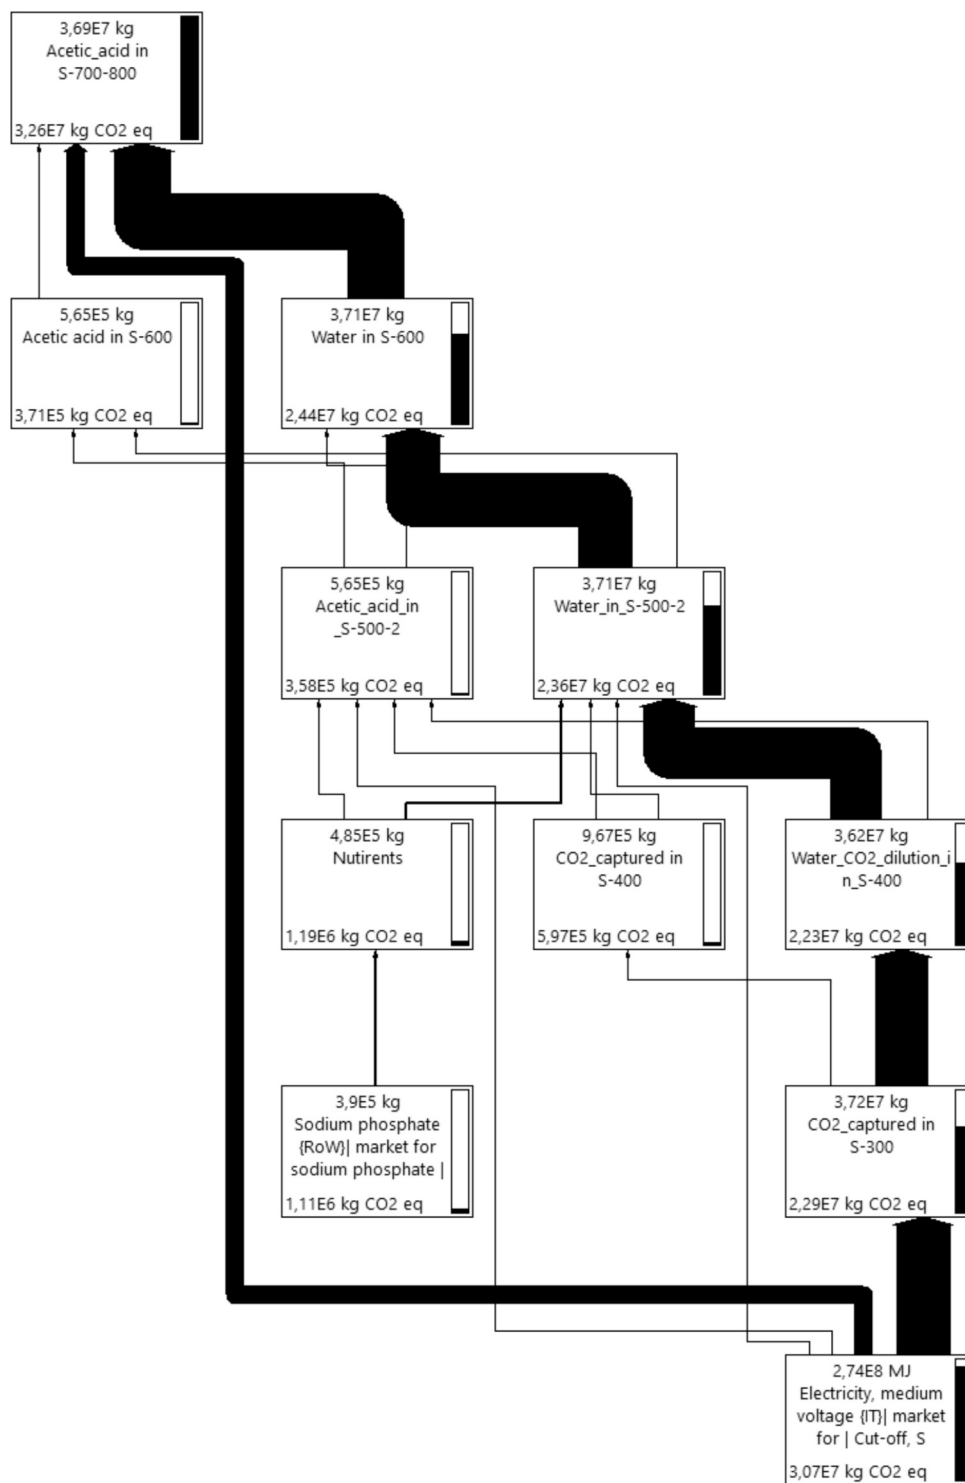 3,69E7 kg
Acetic_acid in
S-700-800
3,26E7 kg CO2 eq
5,65E5 kg
Acetic acid in S-600
3,71E5 kg CO2 eq
3,71E7 kg
Water in S-600
2,44E7 kg CO2 eq
5,65E5 kg
Acetic_acid_in
_S-500-2
3,58E5 kg CO2 eq
3,71E7 kg
Water_in_S-500-2
2,36E7 kg CO2 eq
4,85E5 kg
Nutirents
1,19E6 kg CO2 eq
9,67E5 kg
CO2_captured in
S-400
5,97E5 kg CO2 eq
3,62E7 kg
Water_CO2_dilution_i
n_S-400
2,23E7 kg CO2 eq
3,9E5 kg
Sodium phosphate
{RoW}| market for
sodium phosphate |
1,11E6 kg CO2 eq
3,72E7 kg
CO2_captured in
S-300
2,29E7 kg CO2 eq
2,74E8 MJ
Electricity, medium
voltage {IT}| market
for | Cut-off, S
3,07E7 kg CO2 eq